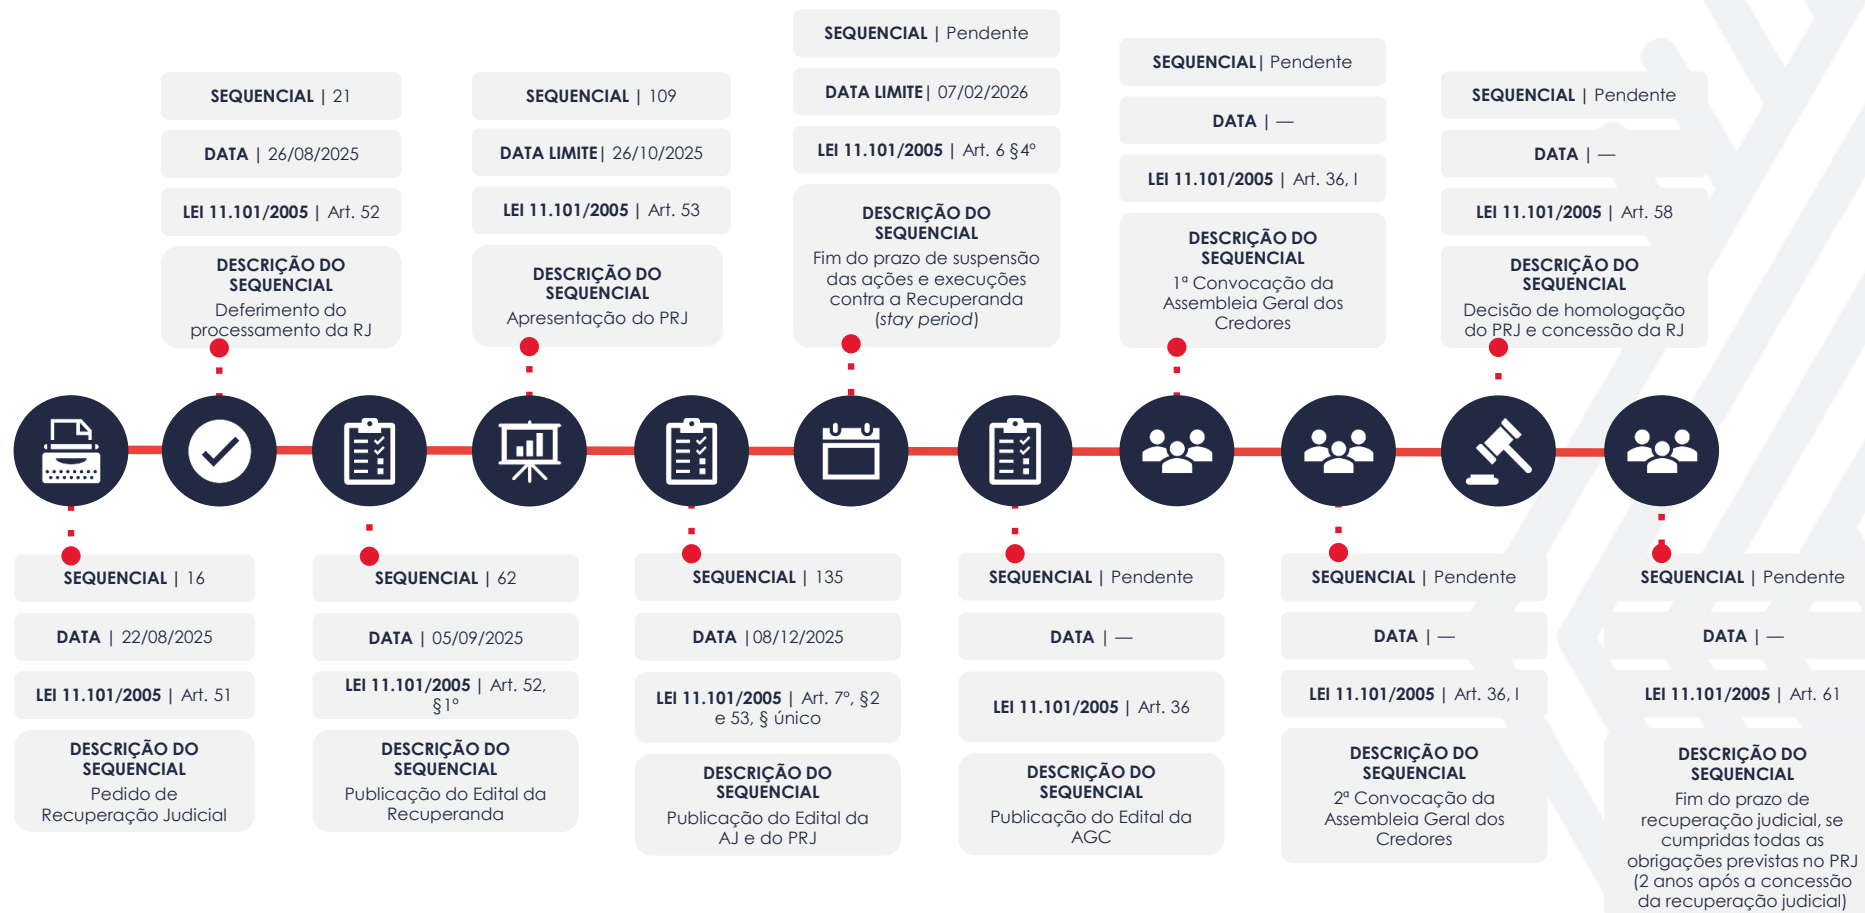 SEQUENCIAL | 16
DATA | 22/08/2025
LEI 11.101/2005 | Art. 51
DESCRIÇÃO DO
SEQUENCIAL
Pedido de
Recuperação Judicial
SEQUENCIAL | 21
DATA | 26/08/2025
LEI 11.101/2005 | Art. 52
DESCRIÇÃO DO
SEQUENCIAL
Deferimento do
processamento da RJ
SEQUENCIAL | 62
DATA | 05/09/2025
LEI 11.101/2005 | Art. 52,
§1º
DESCRIÇÃO DO
SEQUENCIAL
Publicação do Edital da
Recuperanda
SEQUENCIAL | 109
DATA LIMITE| 26/10/2025
LEI 11.101/2005 | Art. 53
DESCRIÇÃO DO
SEQUENCIAL
Apresentação do PRJ
SEQUENCIAL | 135
DATA |08/12/2025
LEI 11.101/2005 | Art. 7º, §2
e 53, § único
DESCRIÇÃO DO
SEQUENCIAL
Publicação do Edital da
AJ e do PRJ
SEQUENCIAL | Pendente
DATA LIMITE| 07/02/2026
LEI 11.101/2005 | Art. 6 §4º
DESCRIÇÃO DO
SEQUENCIAL
Fim do prazo de suspensão
das ações e execuções
contra a Recuperanda
(stay period)
SEQUENCIAL | Pendente
DATA | —
LEI 11.101/2005 | Art. 36
DESCRIÇÃO DO
SEQUENCIAL
Publicação do Edital da
AGC
SEQUENCIAL| Pendente
DATA | —
LEI 11.101/2005 | Art. 36, I
DESCRIÇÃO DO
SEQUENCIAL
1ª Convocação da
Assembleia Geral dos
Credores
SEQUENCIAL | Pendente
DATA | —
LEI 11.101/2005 | Art. 36, I
DESCRIÇÃO DO
SEQUENCIAL
2ª Convocação da
Assembleia Geral dos
Credores
SEQUENCIAL | Pendente
DATA | —
LEI 11.101/2005 | Art. 58
DESCRIÇÃO DO
SEQUENCIAL
Decisão de homologação
do PRJ e concessão da RJ
SEQUENCIAL | Pendente
DATA | —
LEI 11.101/2005 | Art. 61
DESCRIÇÃO DO
SEQUENCIAL
Fim do prazo de
recuperação judicial, se
cumpridas todas as
obrigações previstas no PRJ
(2 anos após a concessão
da recuperação judicial)